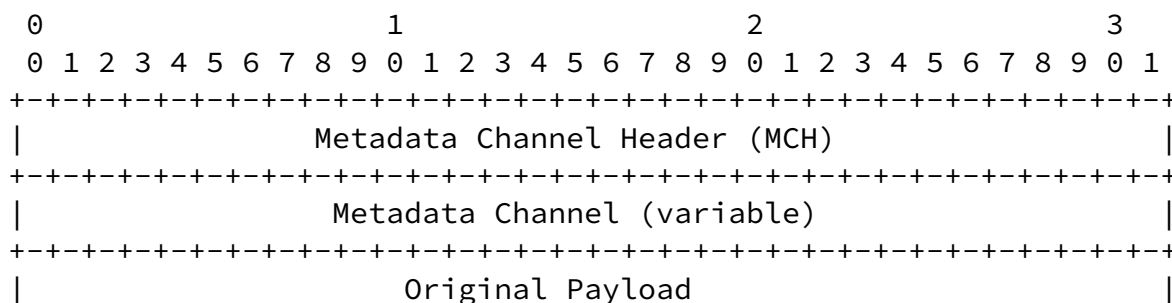 0                   1                   2                   3
 0 1 2 3 4 5 6 7 8 9 0 1 2 3 4 5 6 7 8 9 0 1 2 3 4 5 6 7 8 9 0 1
+-+-+-+-+-+-+-+-+-+-+-+-+-+-+-+-+-+-+-+-+-+-+-+-+-+-+-+-+-+-+-+-+
|                Metadata Channel Header (MCH)                  |
+-+-+-+-+-+-+-+-+-+-+-+-+-+-+-+-+-+-+-+-+-+-+-+-+-+-+-+-+-+-+-+-+
|                 Metadata Channel (variable)                   |
+-+-+-+-+-+-+-+-+-+-+-+-+-+-+-+-+-+-+-+-+-+-+-+-+-+-+-+-+-+-+-+-+
|                     Original Payload                          |